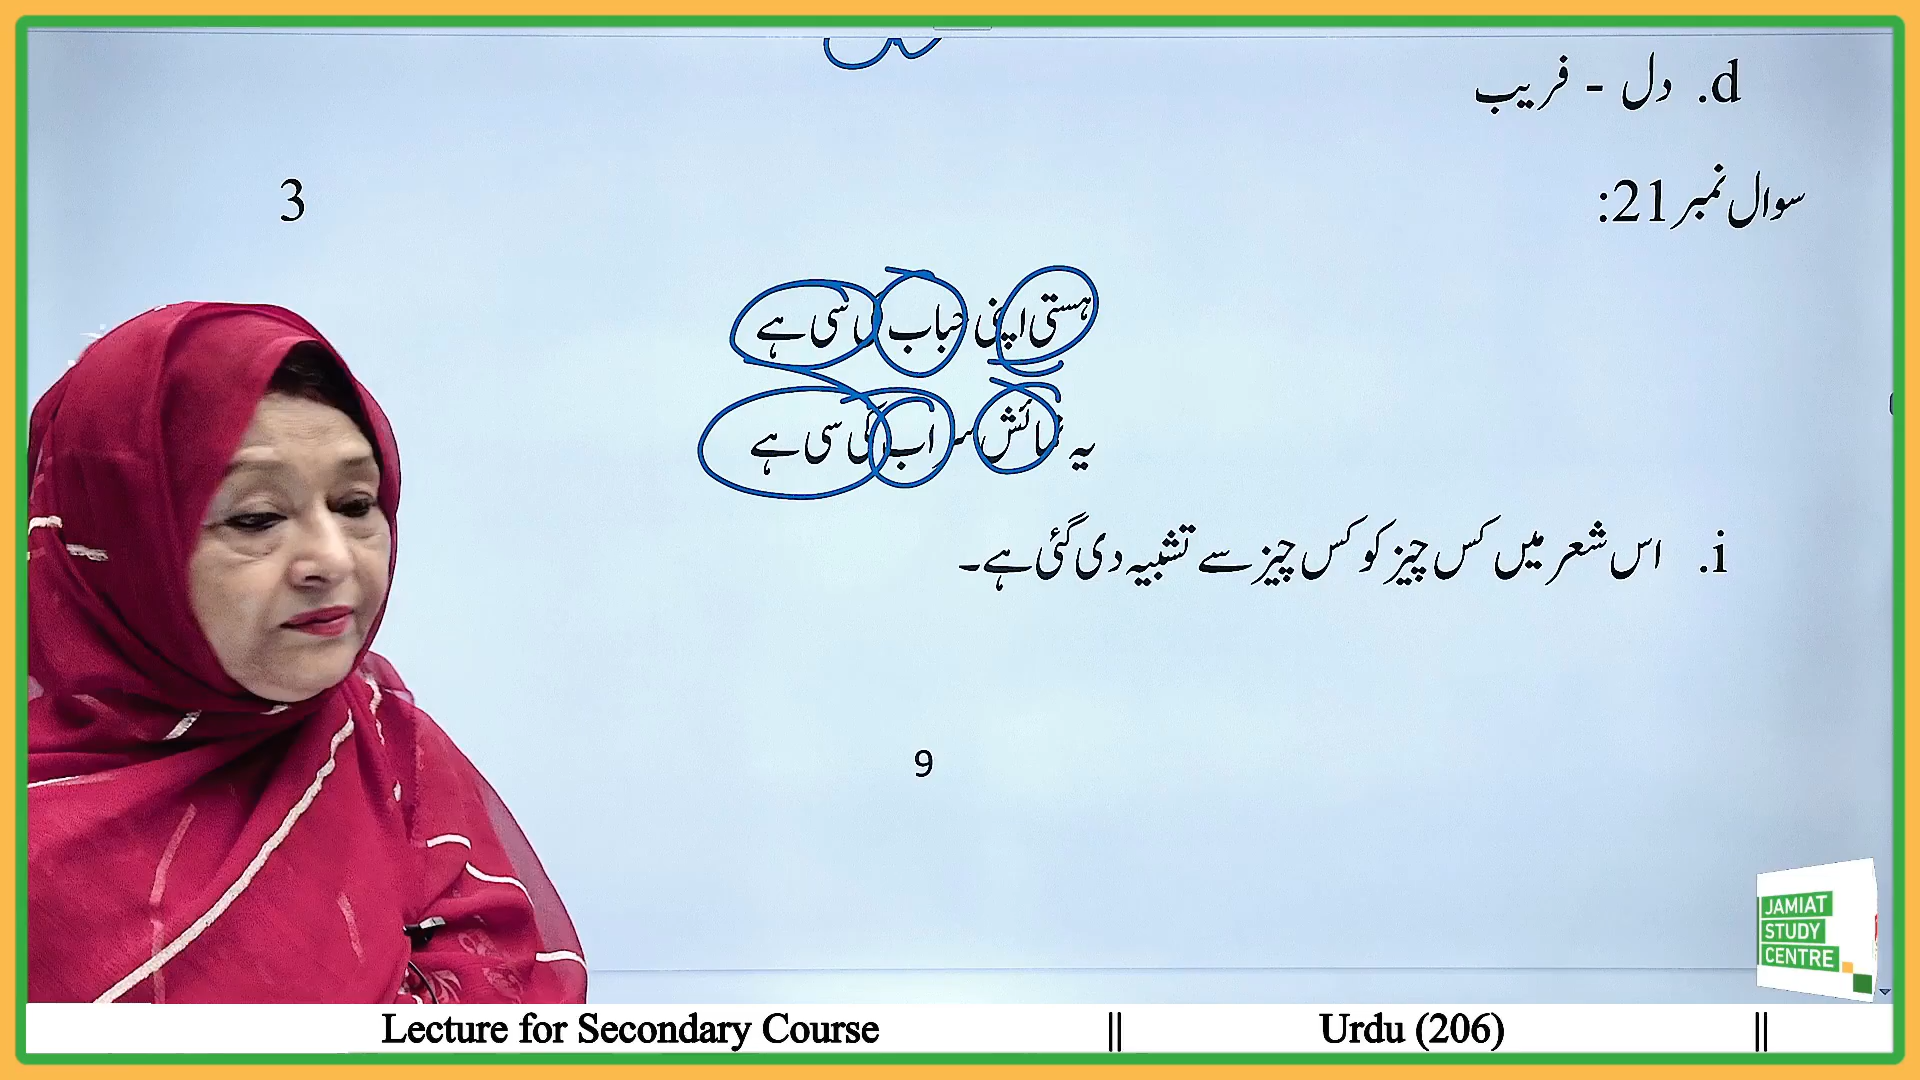 d. دل - فریب
سوال نمبر 21: 3
ہستی اپنی حباب کی سی ہے
یہ نمائش سراب کی سی ہے
i. اس شعر میں کس چیز کو کس چیز سے تشبیہ دی گئی ہے۔
9
JAMIAT
STUDY
CENTRE
Lecture for Secondary Course || Urdu (206) ||